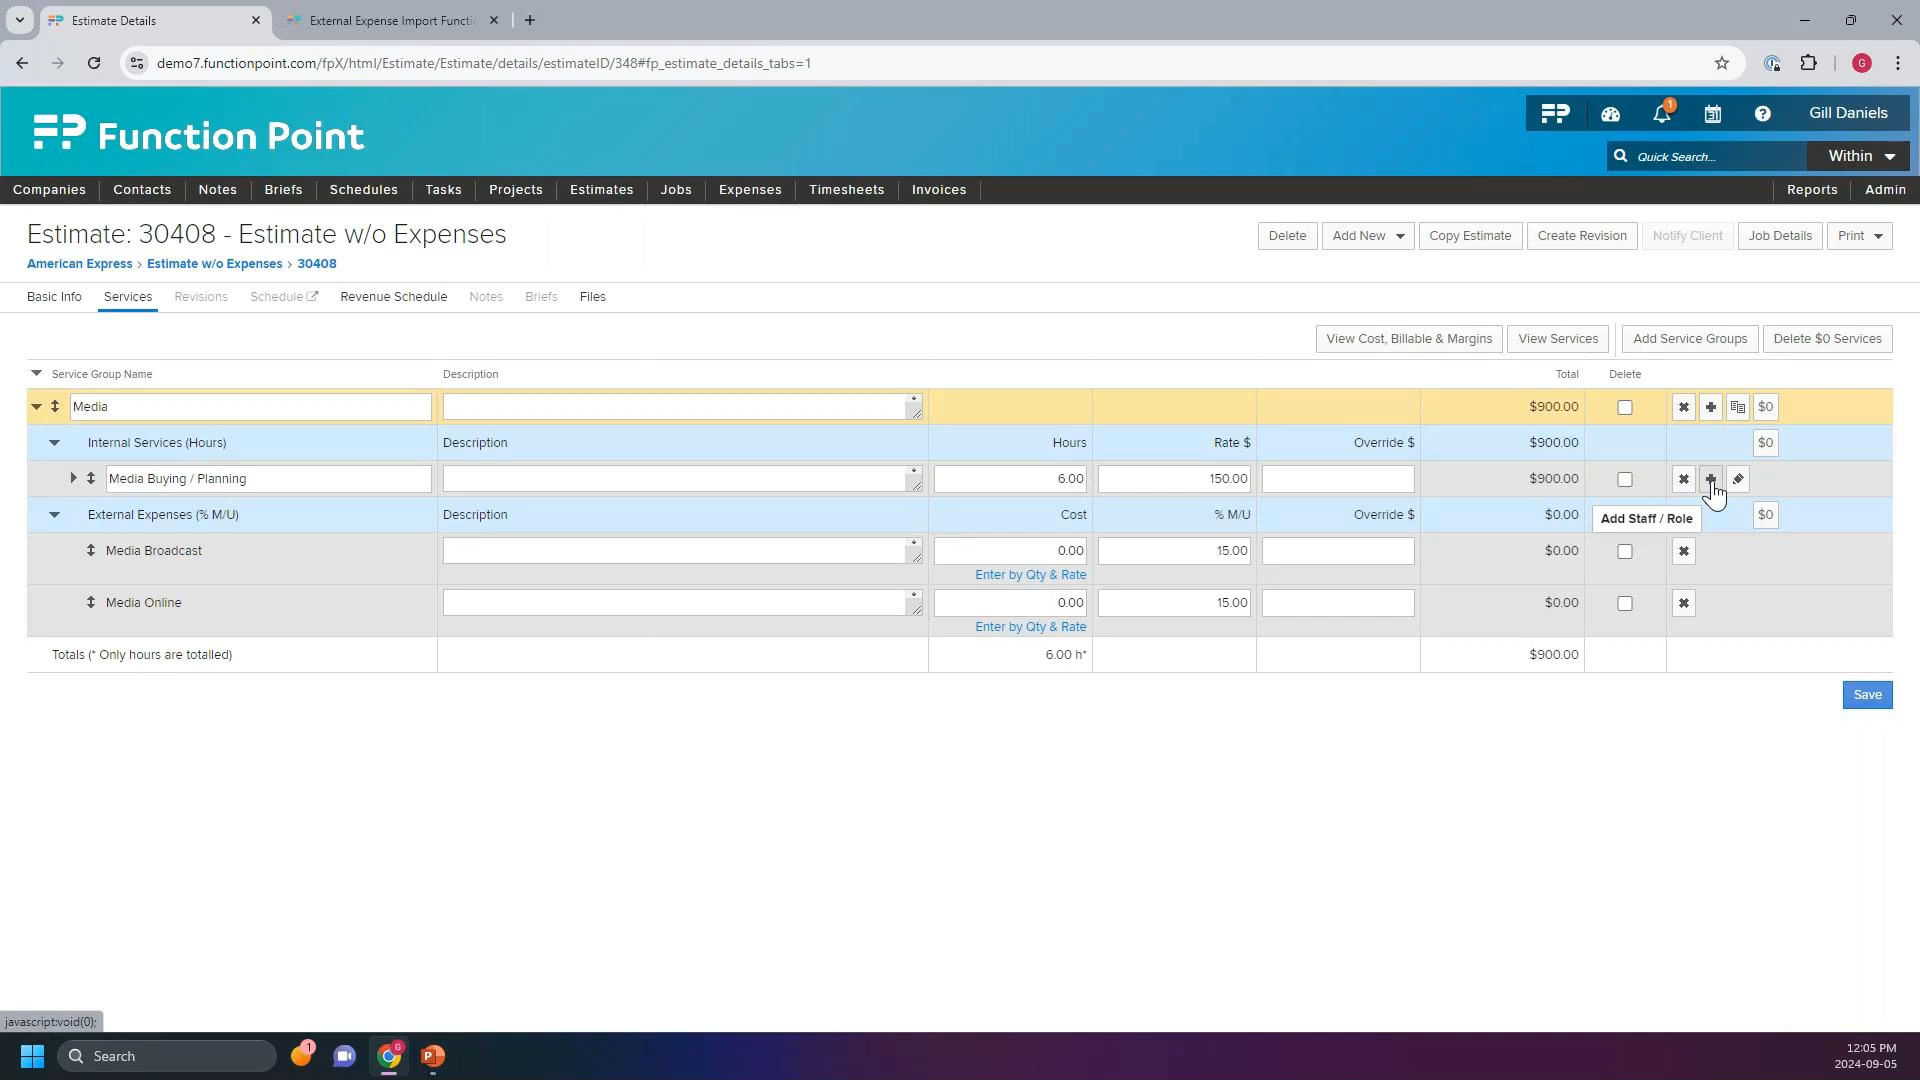 Estimate Details
External Expense Import Functi
demo7.functionpoint.com/fpX/html/Estimate/Estimate/details/estimateID/348#fp_estimate_details_tabs=1
G
FP Function Point
FP
1
31
?
Gill Daniels
Quick Search...
Within
Companies
Contacts
Notes
Briefs
Schedules
Tasks
Projects
Estimates
Jobs
Expenses
Timesheets
Invoices
Reports
Admin
Estimate: 30408 - Estimate w/o Expenses
Delete
Add New
Copy Estimate
Create Revision
Notify Client
Job Details
Print
American Express › Estimate w/o Expenses › 30408
Basic Info
Services
Revisions
Schedule
Revenue Schedule
Notes
Briefs
Files
View Cost, Billable & Margins
View Services
Add Service Groups
Delete $0 Services
Service Group Name Description Total Delete
Media $900.00 $0
Internal Services (Hours) Description Hours Rate $ Override $ $900.00 $0
Media Buying / Planning 6.00 150.00 $900.00
External Expenses (% M/U) Description Cost % M/U Override $ $0.00 $0
Add Staff / Role
Media Broadcast 0.00 15.00 $0.00
Enter by Qty & Rate
Media Online 0.00 15.00 $0.00
Enter by Qty & Rate
Totals (* Only hours are totalled) 6.00 h* $900.00
Save
javascript:void(0);
Search
1
G
P
12:05 PM
2024-09-05